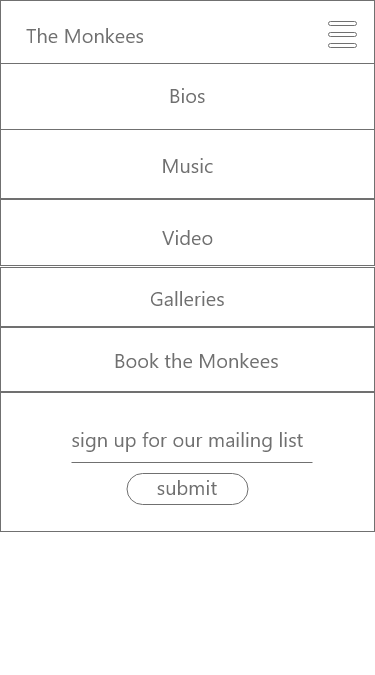 The Monkees
Bios
Music
Video
Galleries
Book the Monkees
sign up for our mailing list
submit